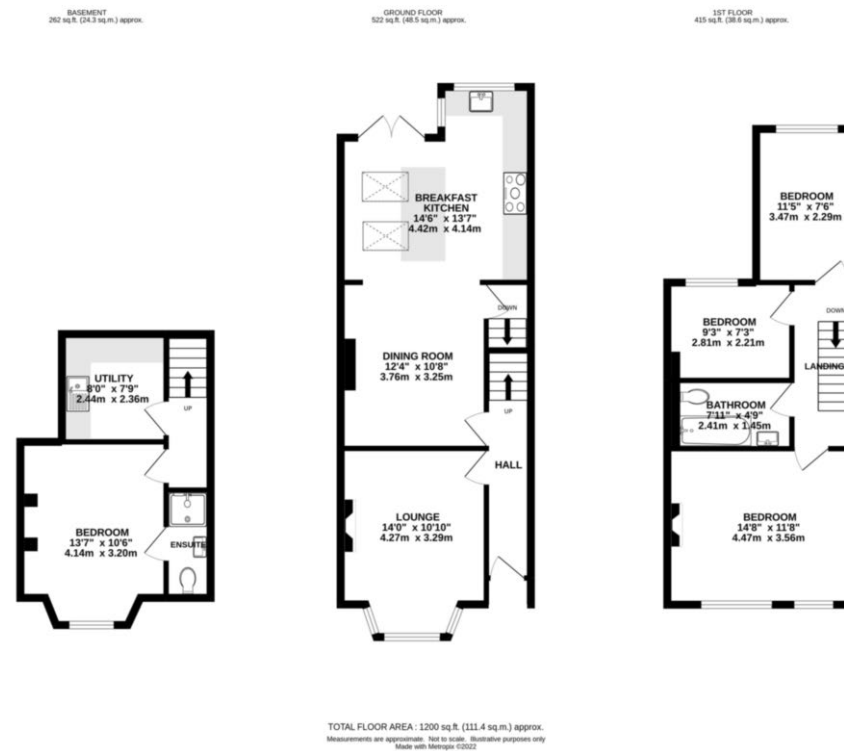 BASEMENT
262 sq.ft. (24.3 sq.m.) approx.
UTILITY
8'0" x 7'9"
2.44m x 2.36m
UP
BEDROOM
13'7" x 10'6"
4.14m x 3.20m
ENSUITE
GROUND FLOOR
522 sq.ft. (48.5 sq.m.) approx.
BREAKFAST
KITCHEN
14'6" x 13'7"
4.42m x 4.14m
DOWN
DINING ROOM
12'4" x 10'8"
3.76m x 3.25m
UP
HALL
LOUNGE
14'0" x 10'10"
4.27m x 3.29m
1ST FLOOR
415 sq.ft. (38.6 sq.m.) approx.
BEDROOM
11'5" x 7'6"
3.47m x 2.29m
DOWN
BEDROOM
9'3" x 7'3"
2.81m x 2.21m
LANDING
BATHROOM
7'11" x 4'9"
2.41m x 1.45m
BEDROOM
14'8" x 11'8"
4.47m x 3.56m
TOTAL FLOOR AREA : 1200 sq.ft. (111.4 sq.m.) approx.
Measurements are approximate. Not to scale. Illustrative purposes only
Made with Metropix ©2022